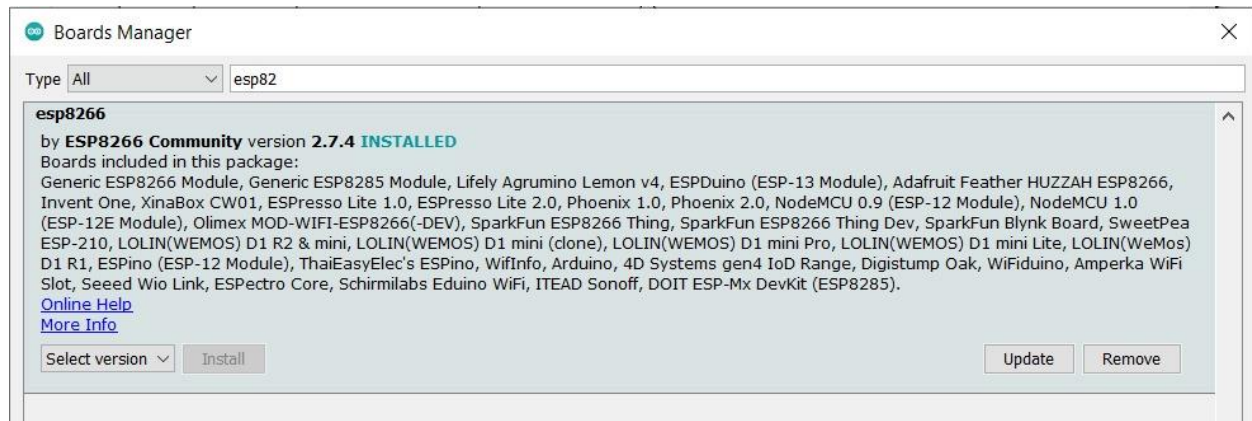 Boards Manager
Type All esp82
esp8266
by ESP8266 Community version 2.7.4 INSTALLED
Boards included in this package:
Generic ESP8266 Module, Generic ESP8285 Module, Lifely Agrumino Lemon v4, ESPDuino (ESP-13 Module), Adafruit Feather HUZZAH ESP8266,
Invent One, XinaBox CW01, ESPresso Lite 1.0, ESPresso Lite 2.0, Phoenix 1.0, Phoenix 2.0, NodeMCU 0.9 (ESP-12 Module), NodeMCU 1.0
(ESP-12E Module), Olimex MOD-WIFI-ESP8266(-DEV), SparkFun ESP8266 Thing, SparkFun ESP8266 Thing Dev, SparkFun Blynk Board, SweetPea
ESP-210, LOLIN(WEMOS) D1 R2 & mini, LOLIN(WEMOS) D1 mini (clone), LOLIN(WEMOS) D1 mini Pro, LOLIN(WEMOS) D1 mini Lite, LOLIN(WeMos)
D1 R1, ESPino (ESP-12 Module), ThaiEasyElec's ESPino, WifInfo, Arduino, 4D Systems gen4 IoD Range, Digistump Oak, WiFiduino, Amperka WiFi
Slot, Seeed Wio Link, ESPectro Core, Schirmilabs Eduino WiFi, ITEAD Sonoff, DOIT ESP-Mx DevKit (ESP8285).
Online Help
More Info
Select version Install Update Remove